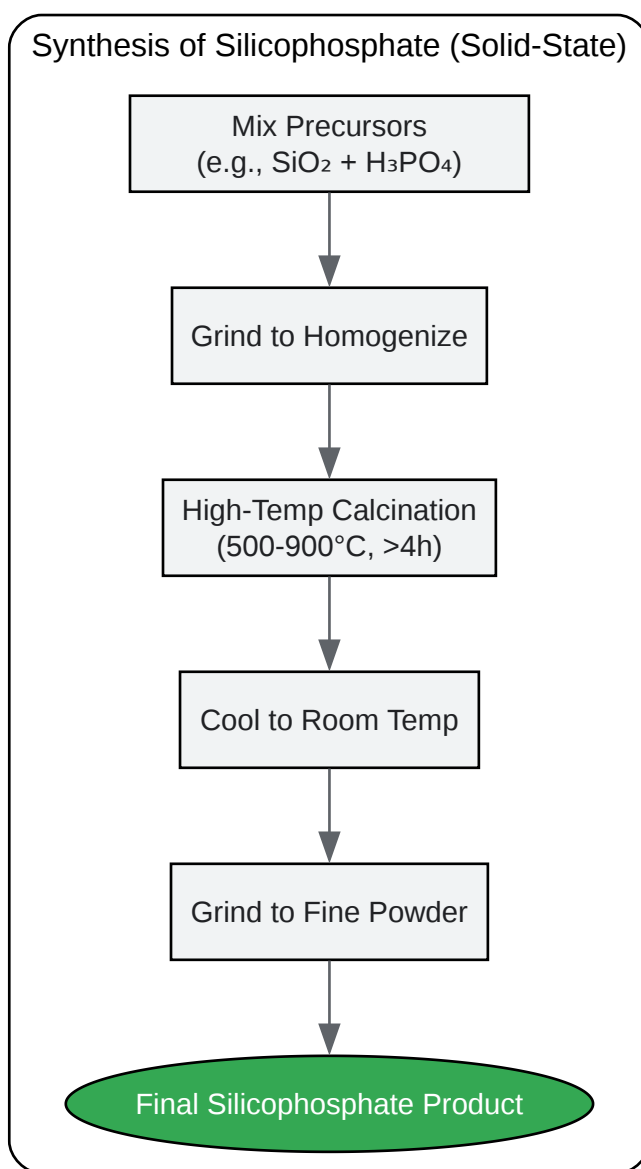 Synthesis of Silicophosphate (Solid-State)
Mix Precursors
(e.g., SiO₂ + H₃PO₄)
Grind to Homogenize
High-Temp Calcination
(500-900°C, >4h)
Cool to Room Temp
Grind to Fine Powder
Final Silicophosphate Product